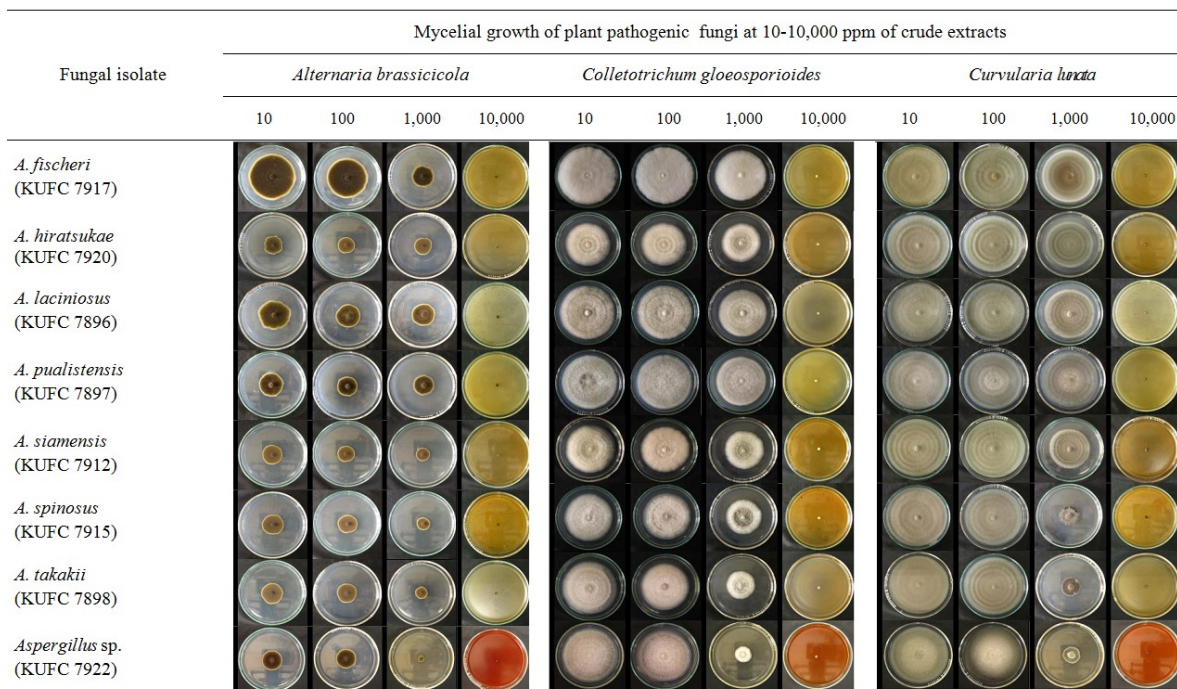 Mycelial growth of plant pathogenic fungi at 10-10,000 ppm of crude extracts
Fungal isolate
Alternaria brassicicola
Colletotrichum gloeosporioides
Curvularia lunata
10 100 1,000 10,000 10 100 1,000 10,000 10 100 1,000 10,000
A. fischeri
(KUFC 7917)
A. hiratsukae
(KUFC 7920)
A. laciniosus
(KUFC 7896)
A. pualistensis
(KUFC 7897)
A. siamensis
(KUFC 7912)
A. spinosus
(KUFC 7915)
A. takakii
(KUFC 7898)
Aspergillus sp.
(KUFC 7922)